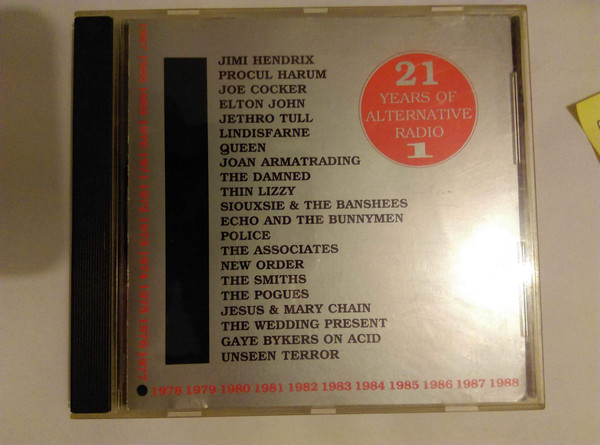 JIMI HENDRIX
PROCUL HARUM
JOE COCKER
ELTON JOHN
JETHRO TULL
LINDISFARNE
QUEEN
JOAN ARMATRADING
THE DAMNED
THIN LIZZY
SIOUXSIE & THE BANSHEES
ECHO AND THE BUNNYMEN
POLICE
THE ASSOCIATES
NEW ORDER
THE SMITHS
THE POGUES
JESUS & MARY CHAIN
THE WEDDING PRESENT
GAYE BYKERS ON ACID
UNSEEN TERROR
21
YEARS OF
ALTERNATIVE
RADIO
1
1978 1979 1980 1981 1982 1983 1984 1985 1986 1987 1988